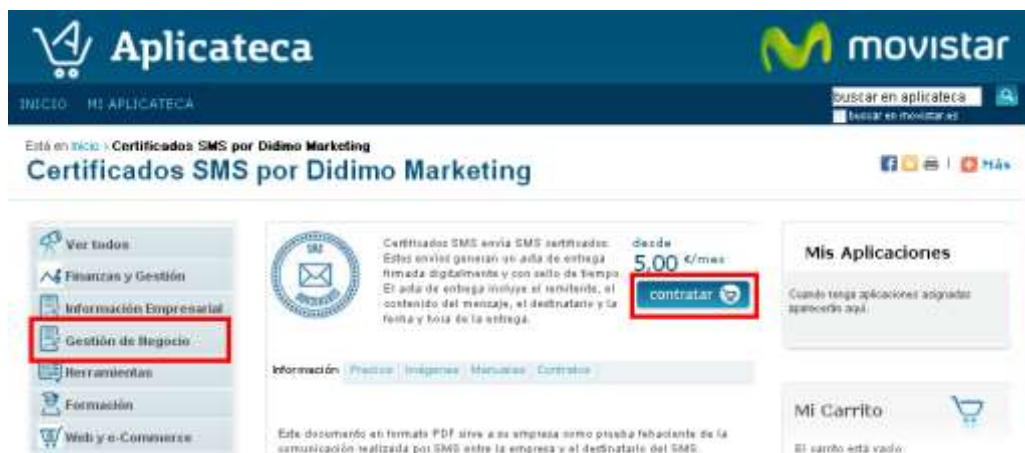 Aplicateca
movistar
INICIO MI APLICATECA
buscar en aplicateca
buscar en movistar.es
Está en Inicio › Certificados SMS por Didimo Marketing
Certificados SMS por Didimo Marketing
Más
Ver todos
Finanzas y Gestión
Información Empresarial
Gestión de Negocio
Herramientas
Formación
Web y e-Commerce
SMS
Certificados SMS envía SMS certificados.
Estos envíos generan un acta de entrega
firmada digitalmente y con sello de tiempo.
El acta de entrega incluye el remitente, el
contenido del mensaje, el destinatario y la
fecha y hora de la entrega.
desde
5,00 €/mes
contratar
Información Precios Imágenes Manuales Contratos
Este documento en formato PDF sirve a su empresa como prueba fehaciente de la
comunicación realizada por SMS entre la empresa y el destinatario del SMS.
Mis Aplicaciones
Cuando tenga aplicaciones asignadas
aparecerán aquí.
Mi Carrito
El carrito está vacío